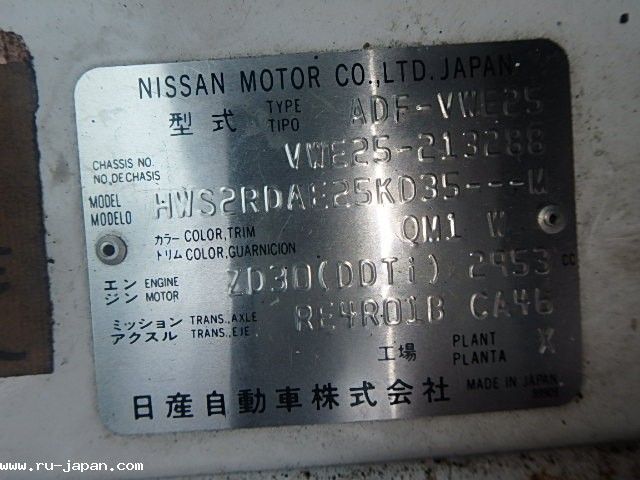 NISSAN MOTOR CO.,LTD. JAPAN
型式 TYPE TIPO ADF-VWE25
CHASSIS NO. NO. DE CHASIS VWE25-213288
MODEL MODELO HWS2RDAE25KD35---M
カラー COLOR, TRIM トリム COLOR, GUARNICION QM1 W
エンジン ENGINE MOTOR ZD30(DDTi) 2953 cc
ミッション TRANS., AXLE アクスル TRANS., EJE RE4R01B CA46
工場 PLANT PLANTA X
日産自動車株式会社 MADE IN JAPAN
www.ru-japan.com